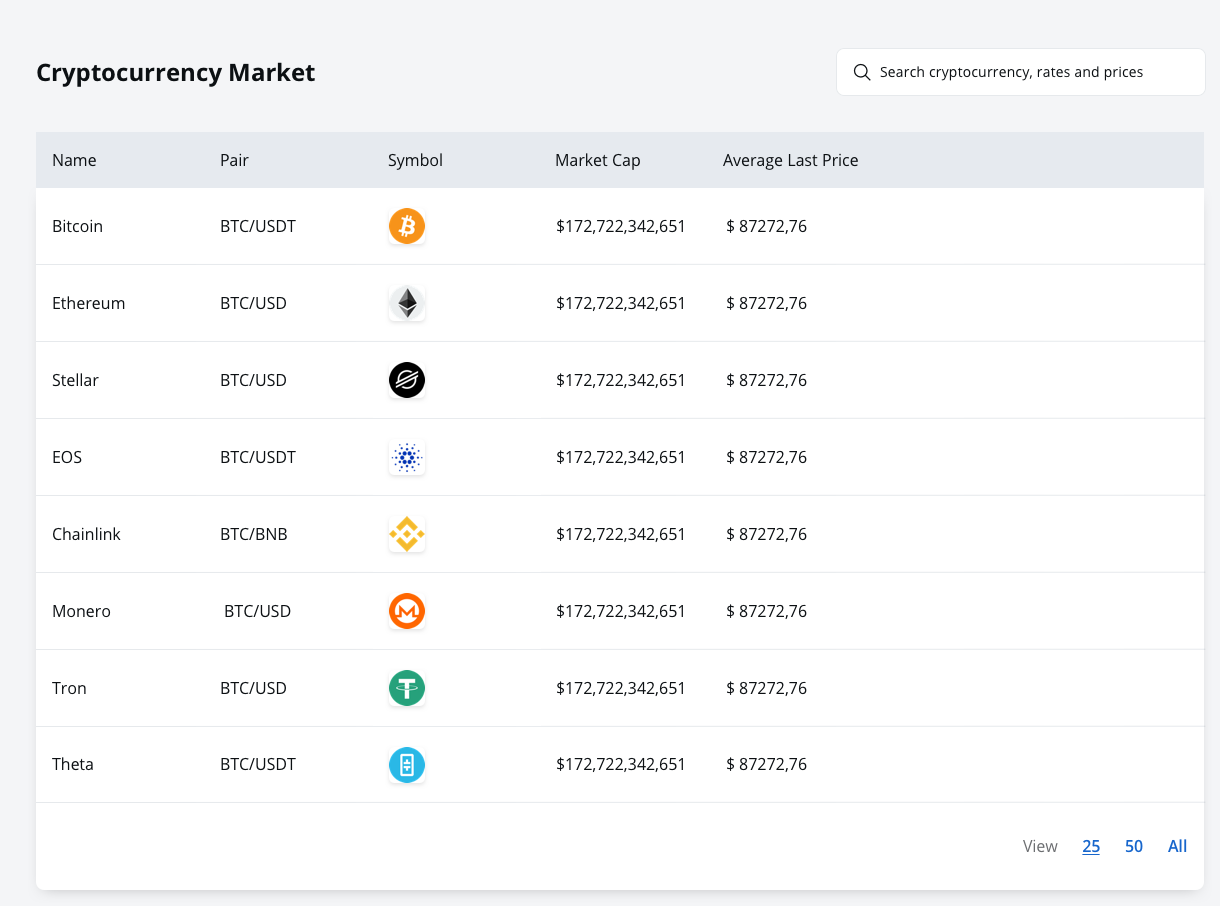 Cryptocurrency Market
Search cryptocurrency, rates and prices
Name Pair Symbol Market Cap Average Last Price
Bitcoin BTC/USDT $172,722,342,651 $ 87272,76
Ethereum BTC/USD $172,722,342,651 $ 87272,76
Stellar BTC/USD $172,722,342,651 $ 87272,76
EOS BTC/USDT $172,722,342,651 $ 87272,76
Chainlink BTC/BNB $172,722,342,651 $ 87272,76
Monero BTC/USD $172,722,342,651 $ 87272,76
Tron BTC/USD $172,722,342,651 $ 87272,76
Theta BTC/USDT $172,722,342,651 $ 87272,76
View 25 50 All